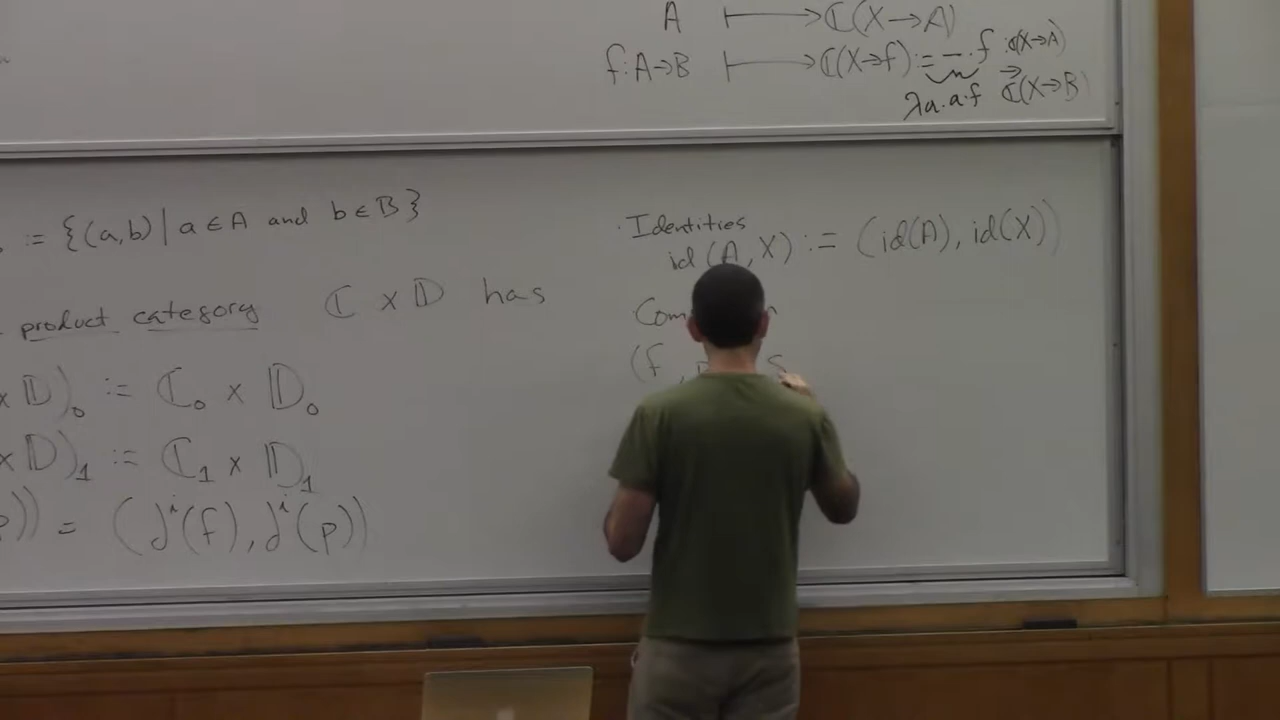 A ⟼ ℂ(X→A)
f:A→B ⟼ ℂ(X→f) := −.f : ℂ(X→A)
λa.a.f → ℂ(X→B)
:= {(a,b) | a∈A and b∈B}
product category ℂ × 𝔻 has
× 𝔻)₀ := ℂ₀ × 𝔻₀
× 𝔻)₁ := ℂ₁ × 𝔻₁
p)) = (∂ⁱ(f), ∂ⁱ(p))
· Identities
id(A,X) := (id(A), id(X))
(f ,